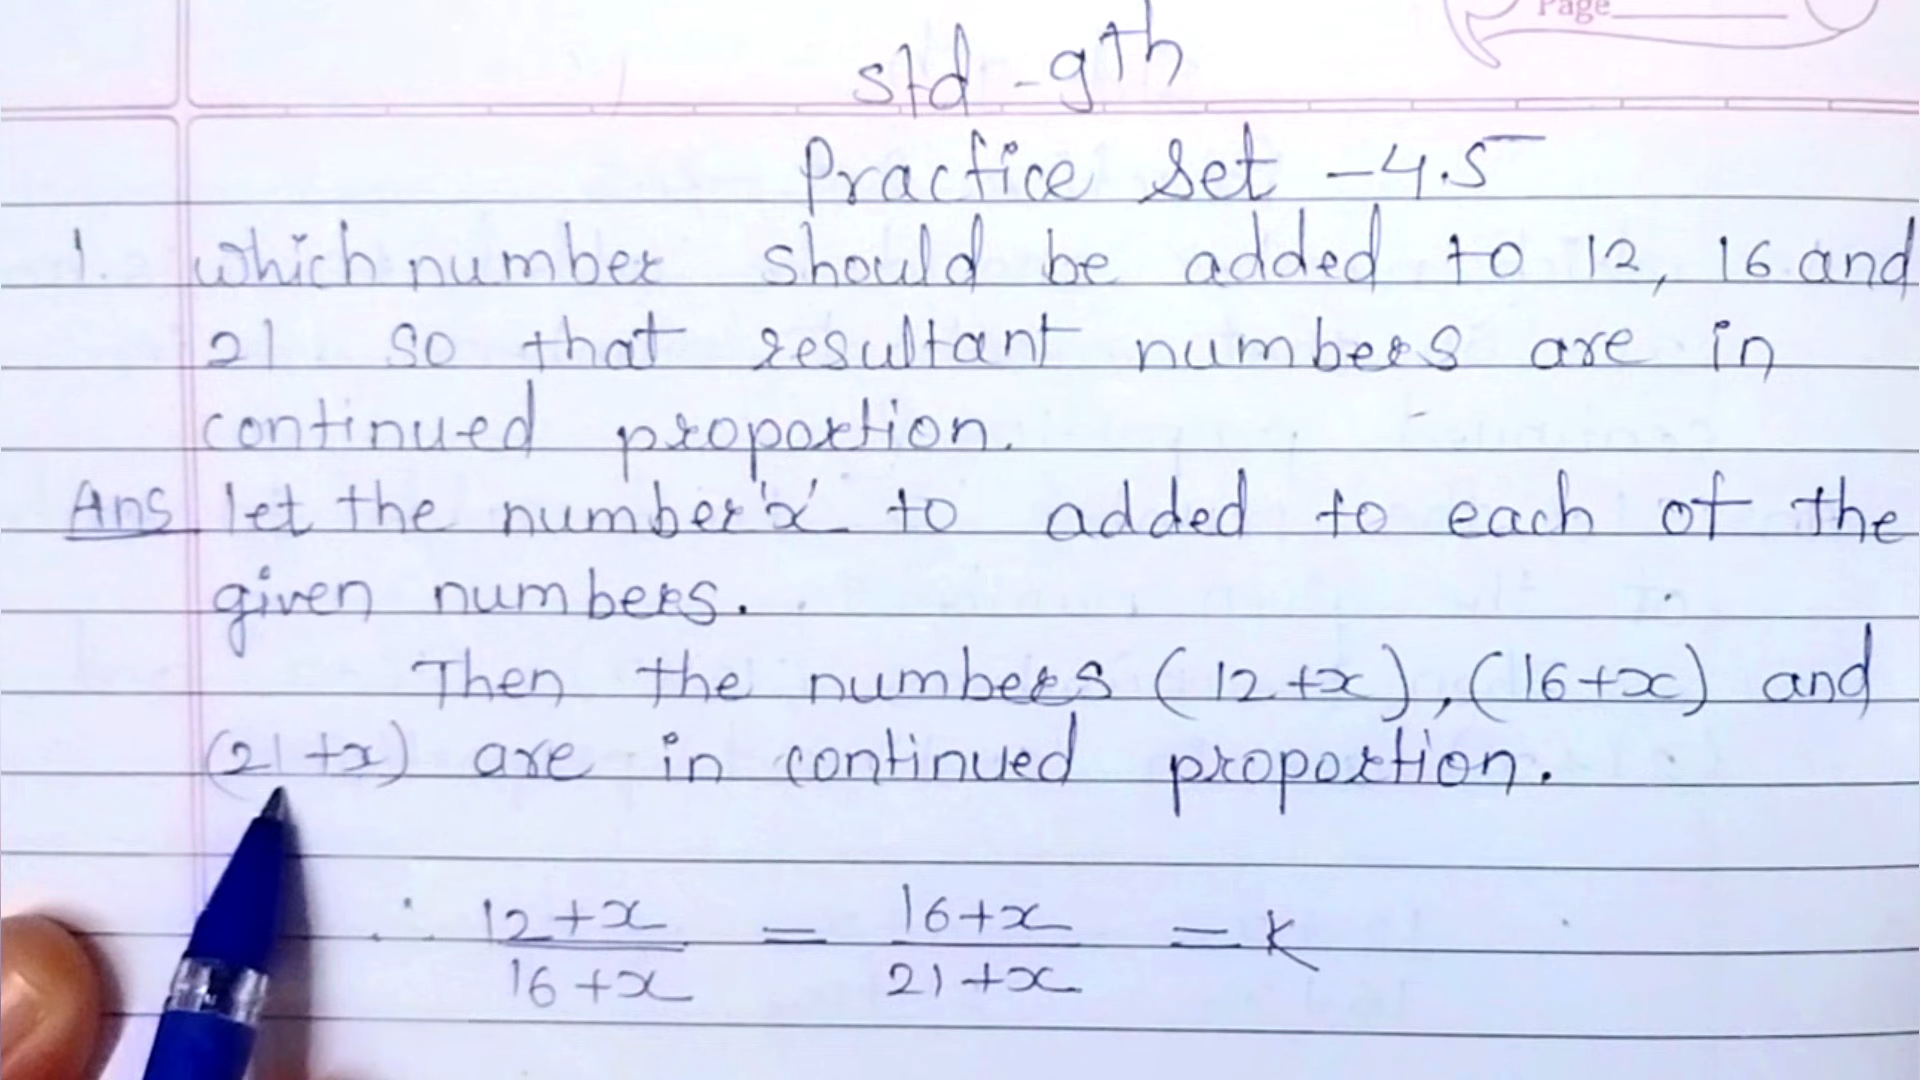 Page
std - 9th
Practice Set - 4.5
1. which number should be added to 12, 16 and
21 so that resultant numbers are in
continued proportion.
Ans let the number 'x' to added to each of the
given numbers.
Then the numbers (12+x), (16+x) and
(21+x) are in continued proportion.
∴ 12+x/16+x = 16+x/21+x = k